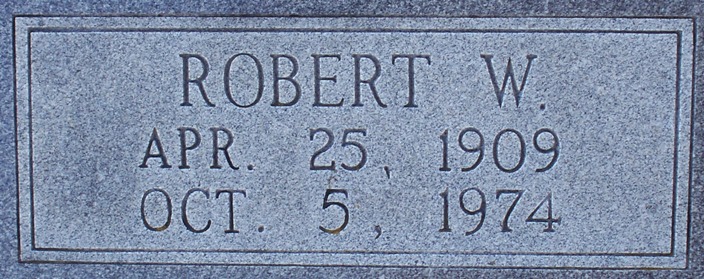 ROBERT W.
APR. 25, 1909
OCT. 5, 1974